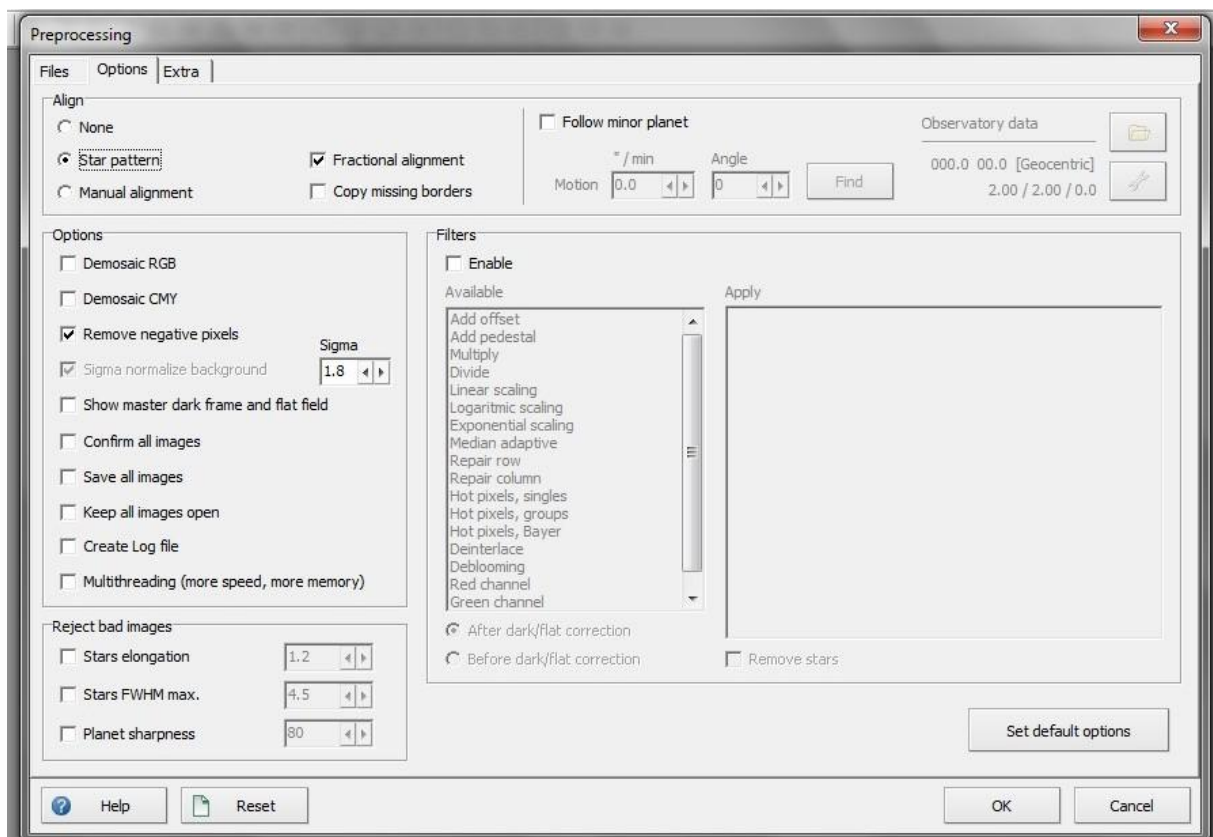 Preprocessing
X
Files Options Extra
Align
None
Star pattern
Manual alignment
Fractional alignment
Copy missing borders
Follow minor planet
" / min Angle
Motion 0.0 0 Find
Observatory data
000.0 00.0 [Geocentric]
2.00 / 2.00 / 0.0
Options
Demosaic RGB
Demosaic CMY
Remove negative pixels
Sigma
Sigma normalize background 1.8
Show master dark frame and flat field
Confirm all images
Save all images
Keep all images open
Create Log file
Multithreading (more speed, more memory)
Reject bad images
Stars elongation 1.2
Stars FWHM max. 4.5
Planet sharpness 80
Filters
Enable
Available Apply
Add offset
Add pedestal
Multiply
Divide
Linear scaling
Logaritmic scaling
Exponential scaling
Median adaptive
Repair row
Repair column
Hot pixels, singles
Hot pixels, groups
Hot pixels, Bayer
Deinterlace
Deblooming
Red channel
Green channel
After dark/flat correction
Before dark/flat correction
Remove stars
Set default options
? Help Reset OK Cancel